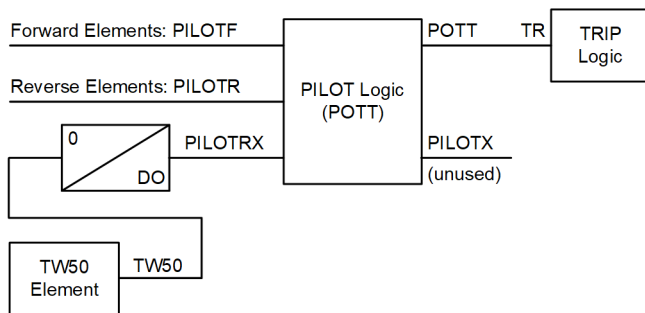 Forward Elements: PILOTF
POTT
TR
TRIP
Logic
Reverse Elements: PILOTR
PILOT Logic
(POTT)
0
DO
PILOTRX
PILOTX
(unused)
TW50
Element
TW50